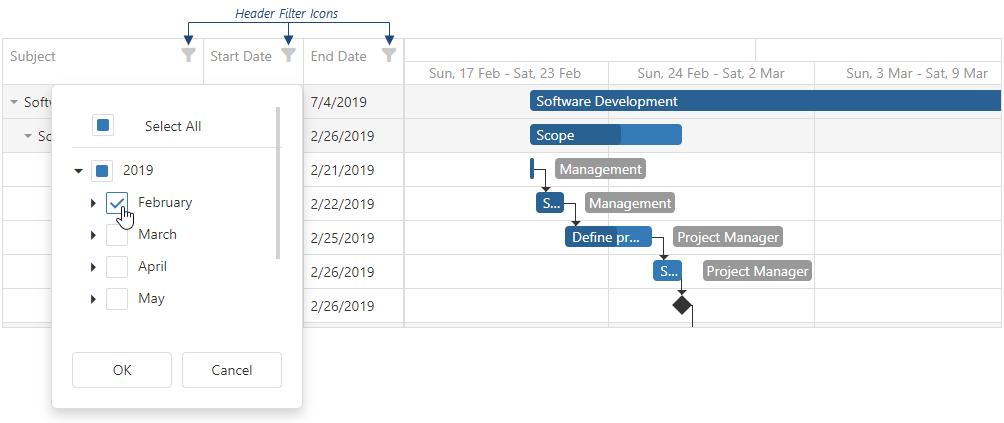 Header Filter Icons
Subject Start Date End Date
Sun, 17 Feb - Sat, 23 Feb Sun, 24 Feb - Sat, 2 Mar Sun, 3 Mar - Sat, 9 Mar
Softw 7/4/2019 Software Development
Select All
Sc 2/26/2019 Scope
2019 2/21/2019 Management
February 2/22/2019 S... Management
March 2/25/2019 Define pr... Project Manager
April 2/26/2019 S... Project Manager
May 2/26/2019
OK Cancel